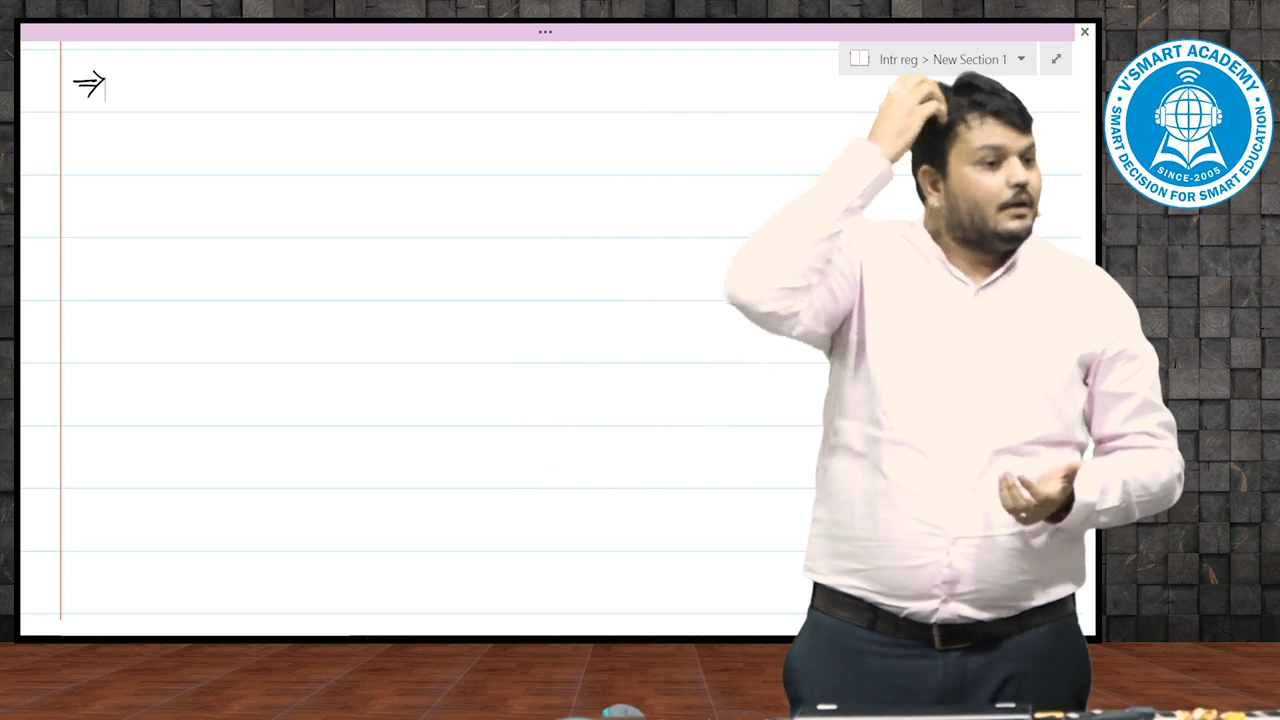 ...
Intr reg > New Section 1
⇒
• V'SMART ACADEMY •
SMART DECISION FOR SMART EDUCATION
SINCE-2005